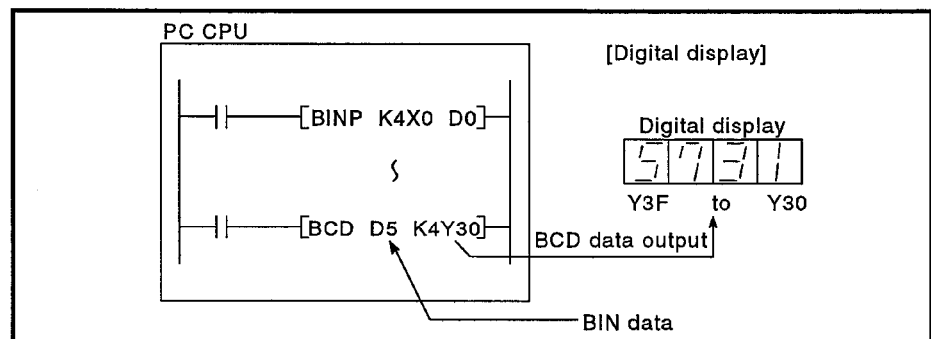 PC CPU
[Digital display]
[BINP K4X0 D0]
Digital display
5731
Y3F to Y30
[BCD D5 K4Y30]
BCD data output
BIN data